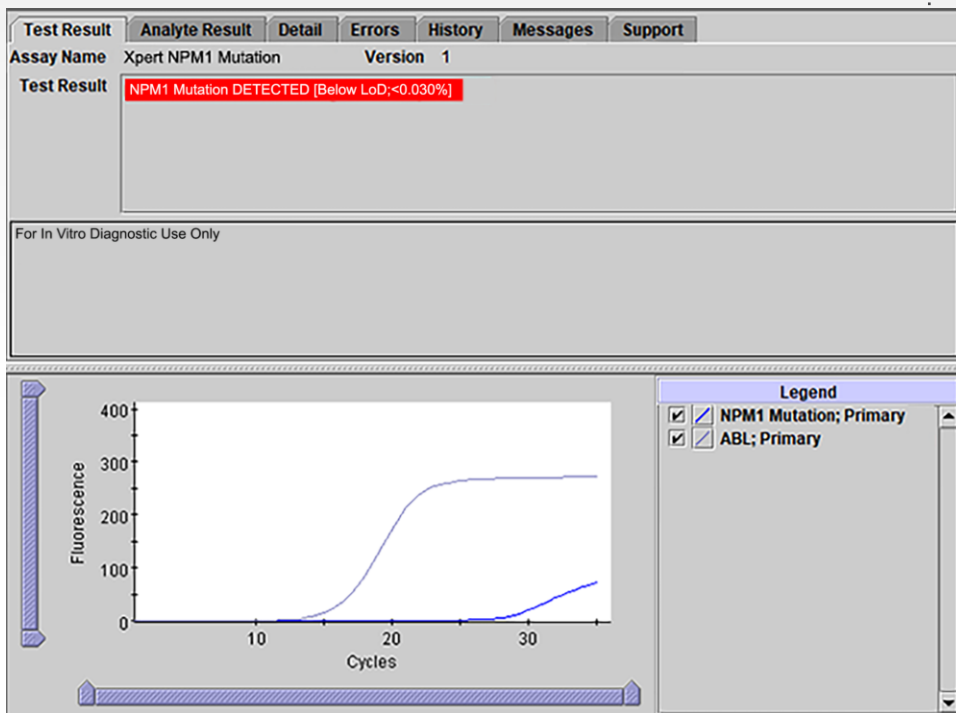 Test Result Analyte Result Detail Errors History Messages Support
Assay Name Xpert NPM1 Mutation Version 1
Test Result NPM1 Mutation DETECTED [Below LoD;<0.030%]
For In Vitro Diagnostic Use Only
Legend
NPM1 Mutation; Primary
ABL; Primary
400
300
200
100
0
Fluorescence
10 20 30
Cycles